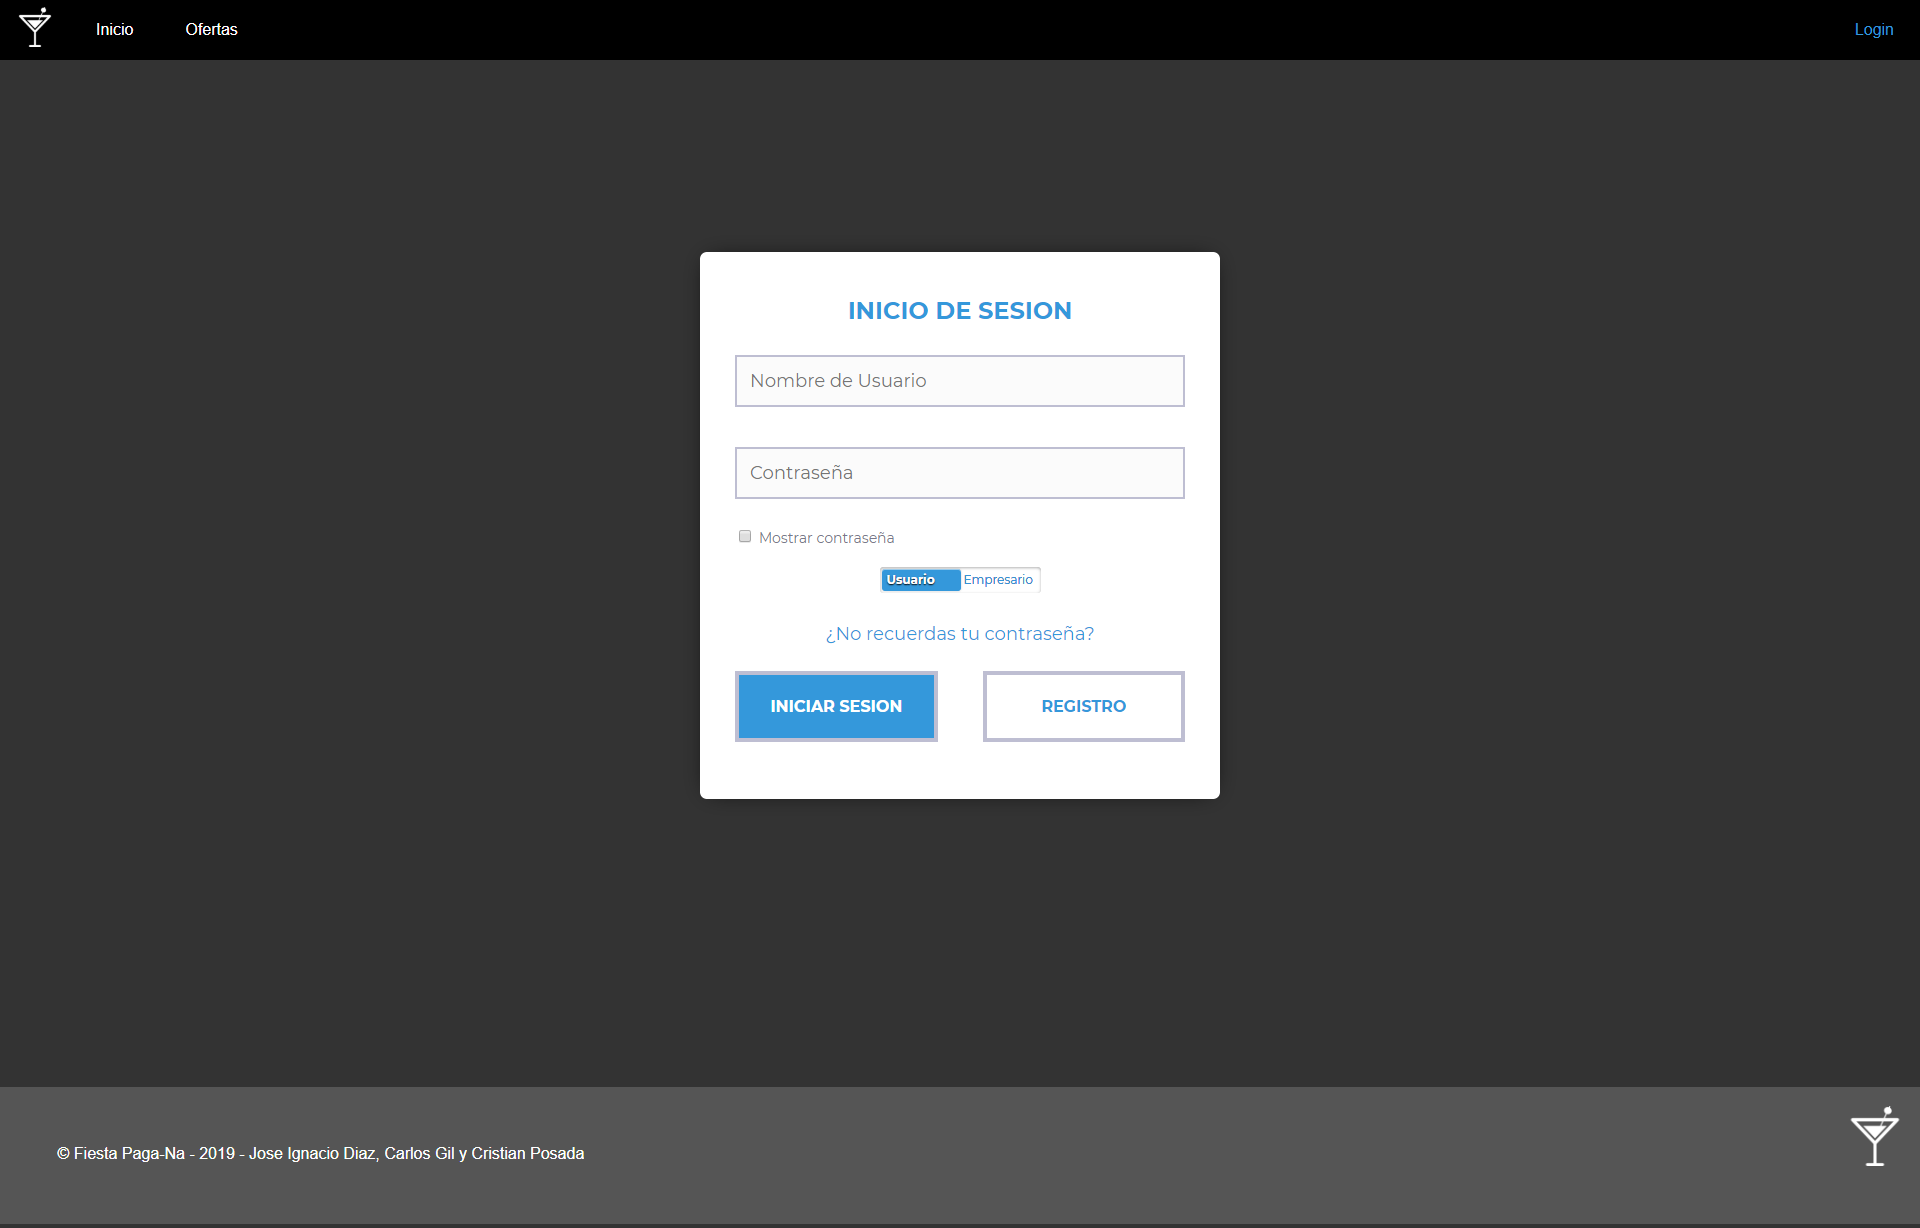 Inicio Ofertas Login
INICIO DE SESION
Nombre de Usuario
Contraseña
Mostrar contraseña
Usuario Empresario
¿No recuerdas tu contraseña?
INICIAR SESION REGISTRO
© Fiesta Paga-Na - 2019 - Jose Ignacio Diaz, Carlos Gil y Cristian Posada